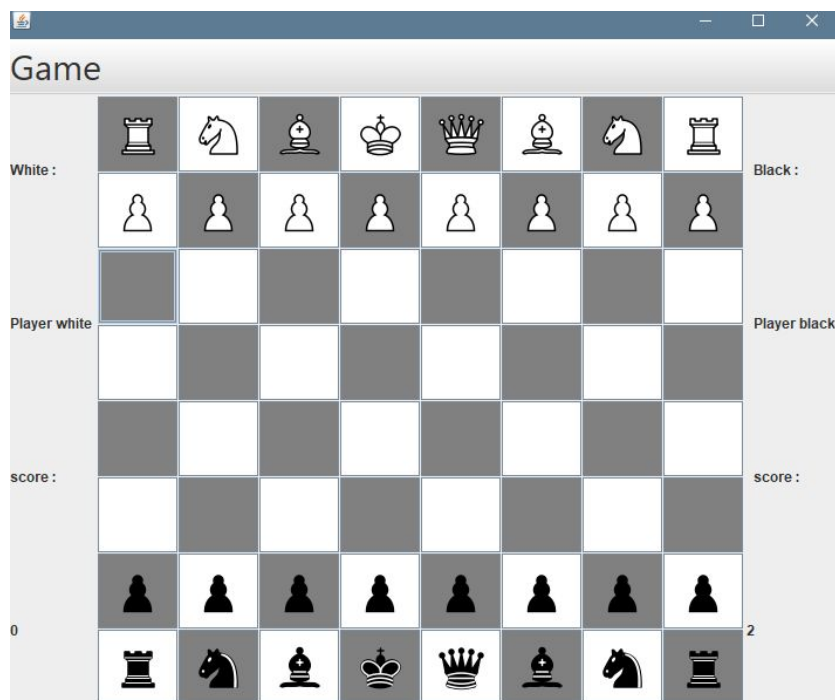 Game
White :
Black :
Player white
Player black
score :
score :
0
2